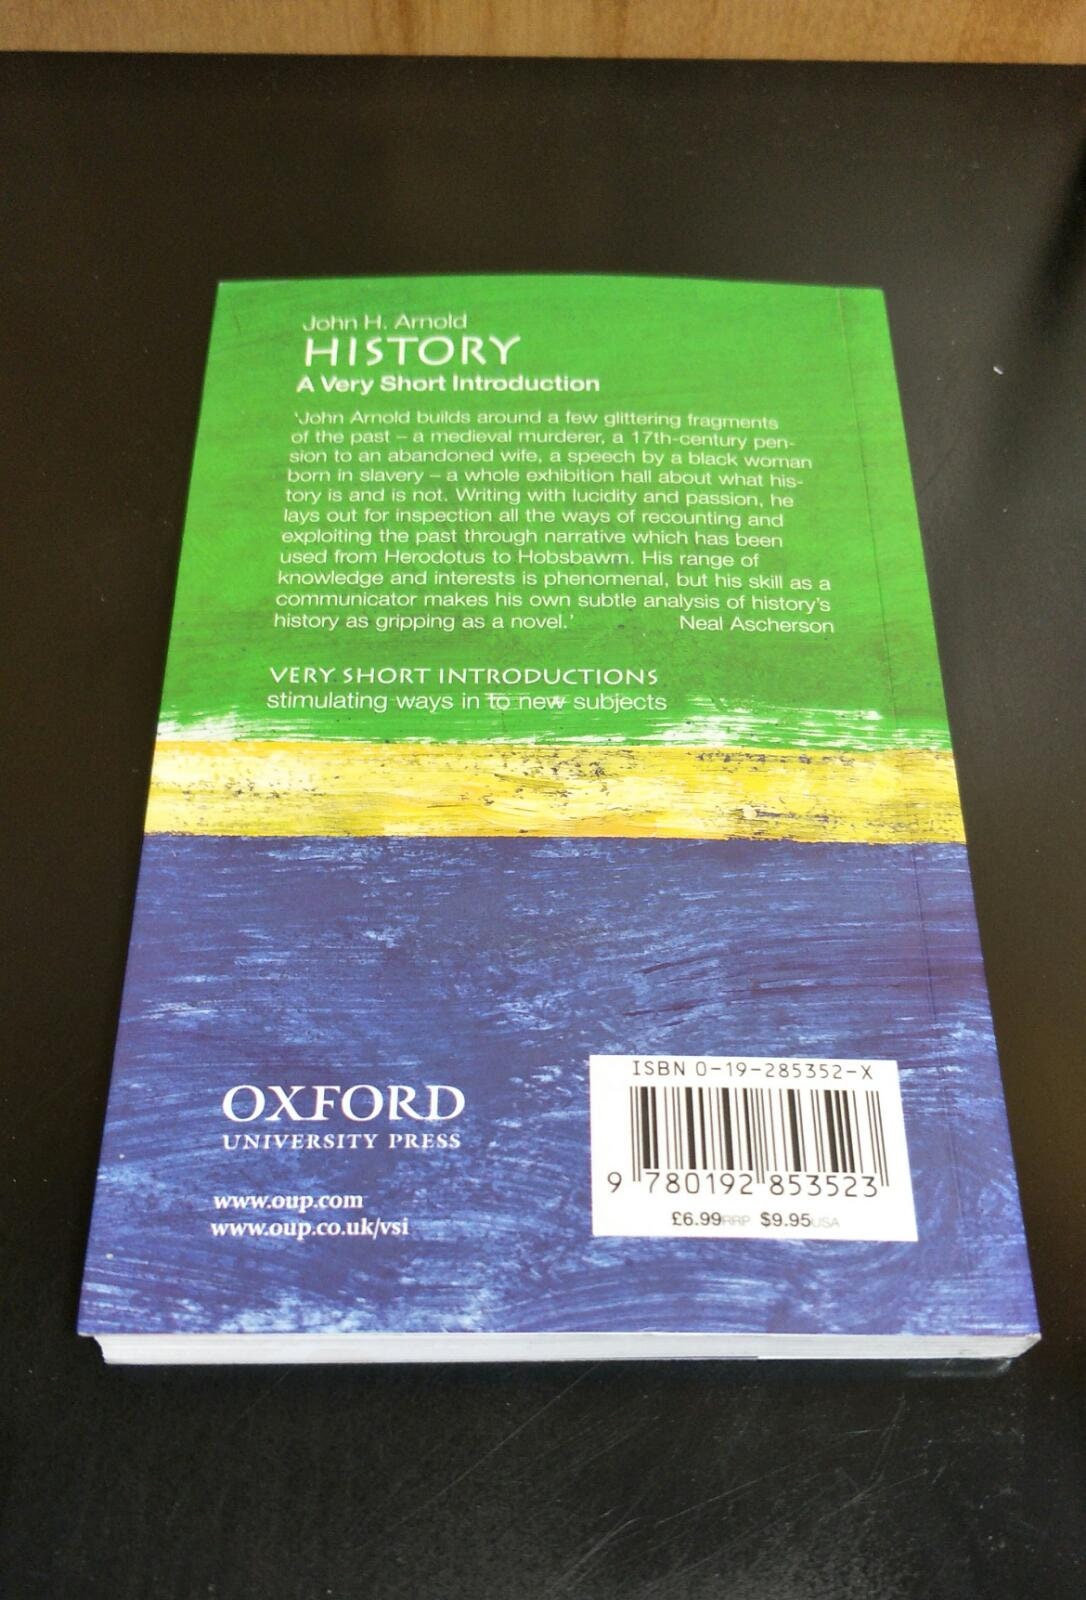 John H. Arnold
HISTORY
A Very Short Introduction
'John Arnold builds around a few glittering fragments
of the past – a medieval murderer, a 17th-century pen-
sion to an abandoned wife, a speech by a black woman
born in slavery – a whole exhibition hall about what his-
tory is and is not. Writing with lucidity and passion, he
lays out for inspection all the ways of recounting and
exploiting the past through narrative which has been
used from Herodotus to Hobsbawm. His range of
knowledge and interests is phenomenal, but his skill as a
communicator makes his own subtle analysis of history's
history as gripping as a novel.' Neal Ascherson
VERY SHORT INTRODUCTIONS
stimulating ways in to new subjects
OXFORD
UNIVERSITY PRESS
www.oup.com
www.oup.co.uk/vsi
ISBN 0-19-285352-X
9 780192 853523
£6.99RRP $9.95USA